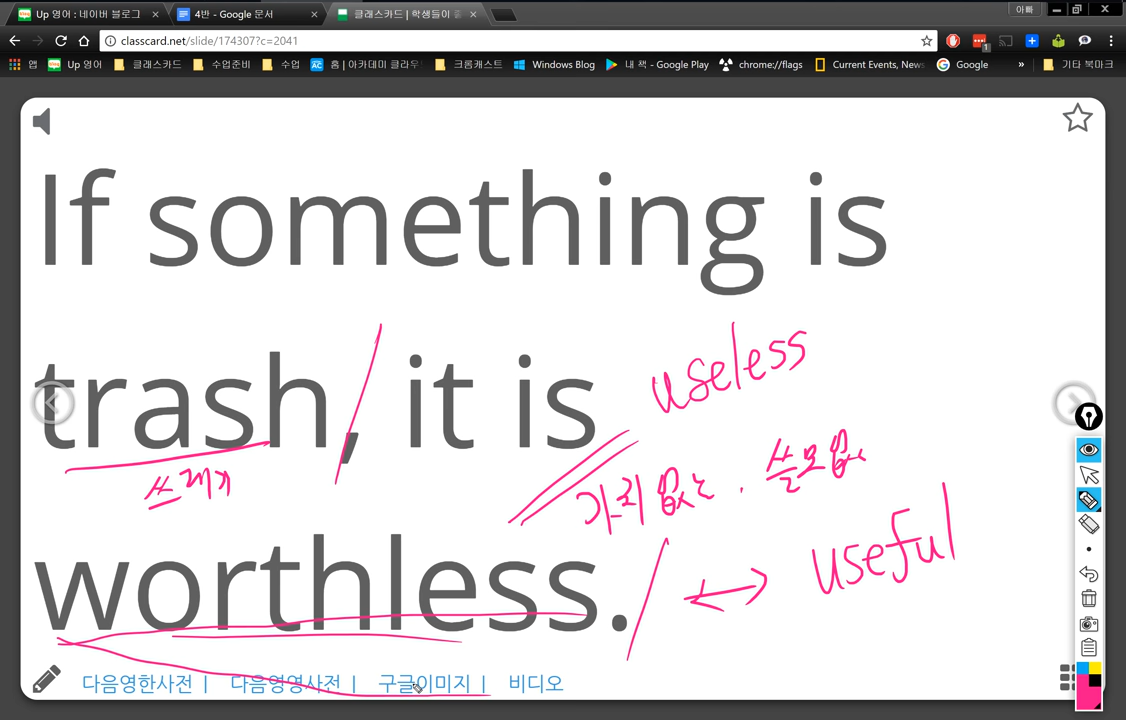 Up 영어 : 네이버 블로그
4반 - Google 문서
클래스카드 | 학생들이 좋
아빠
classcard.net/slide/174307?c=2041
1
앱
Up 영어
클래스카드
수업준비
수업
홈 | 아카데미 클라우
크롬캐스트
Windows Blog
내 책 - Google Play
chrome://flags
Current Events, News
Google
»
기타 북마크
If something is
trash, it is
useless
쓰레기
가치 없는 . 쓸모없는
worthless.
useful
다음영한사전 |
다음영영사전 |
구글이미지 |
비디오